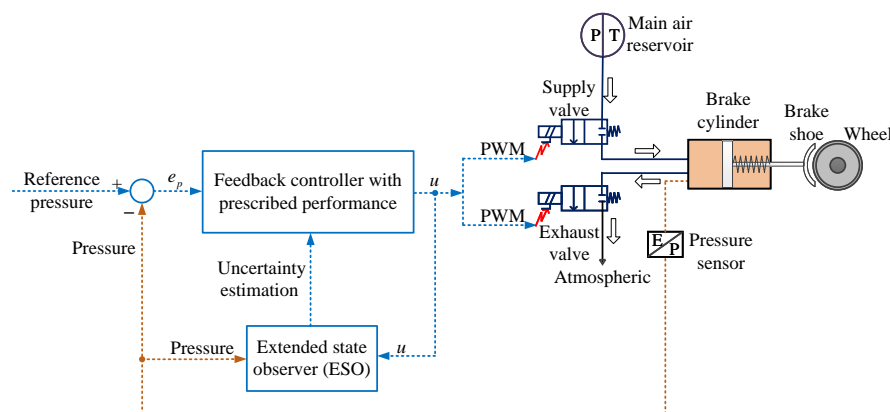 P T
Main air
reservoir
Supply
valve
Brake
cylinder
Brake
shoe
Wheel
PWM
Reference
pressure
+
−
e_p
Feedback controller with
prescribed performance
u
PWM
Exhaust
valve
Atmospheric
E
P
Pressure
sensor
Pressure
Uncertainty
estimation
Pressure
Extended state
observer (ESO)
u